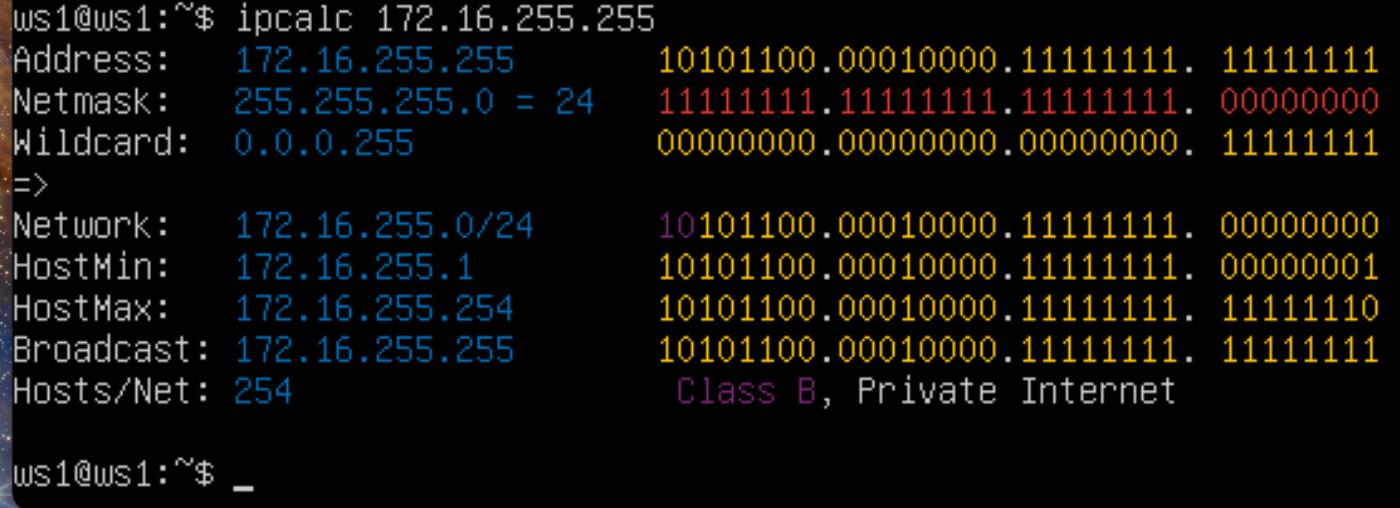 ws1@ws1:~$ ipcalc 172.16.255.255
Address:   172.16.255.255       10101100.00010000.11111111. 11111111
Netmask:   255.255.255.0 = 24   11111111.11111111.11111111. 00000000
Wildcard:  0.0.0.255            00000000.00000000.00000000. 11111111
=>
Network:   172.16.255.0/24      10101100.00010000.11111111. 00000000
HostMin:   172.16.255.1         10101100.00010000.11111111. 00000001
HostMax:   172.16.255.254       10101100.00010000.11111111. 11111110
Broadcast: 172.16.255.255       10101100.00010000.11111111. 11111111
Hosts/Net: 254                   Class B, Private Internet
ws1@ws1:~$ _